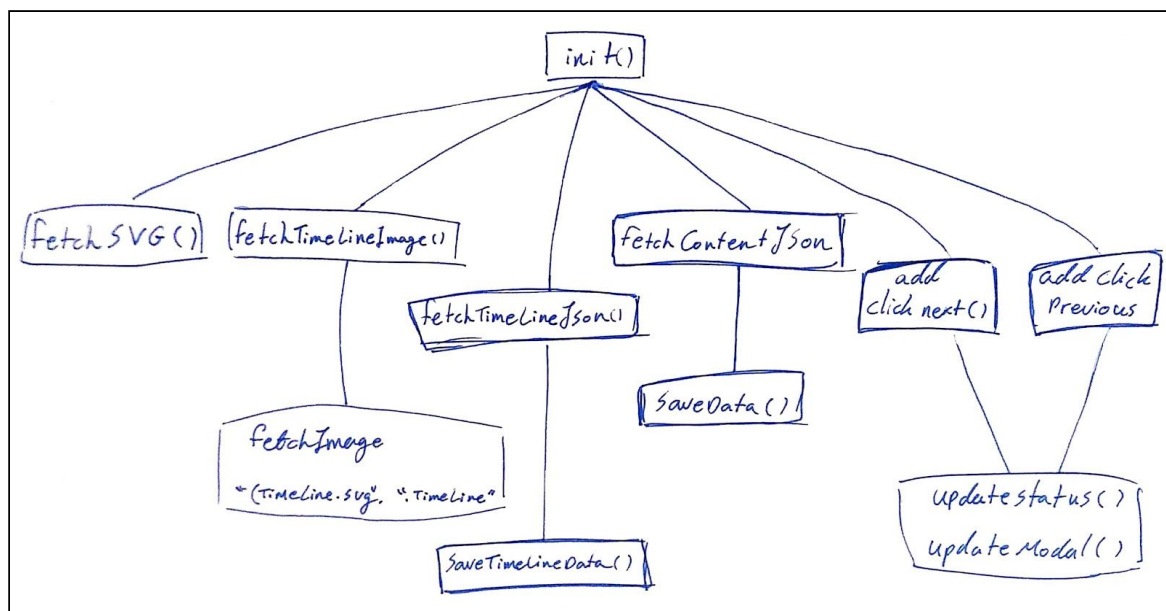 init()
fetchSVG()
fetchTimeLineImage()
fetchContentJson
add
click next()
add click
Previous
fetchTimeLineJson()
saveData()
fetchImage
"(TimeLine.svg", ".TimeLine"
updatestatus()
updateModal()
saveTimeLineData()